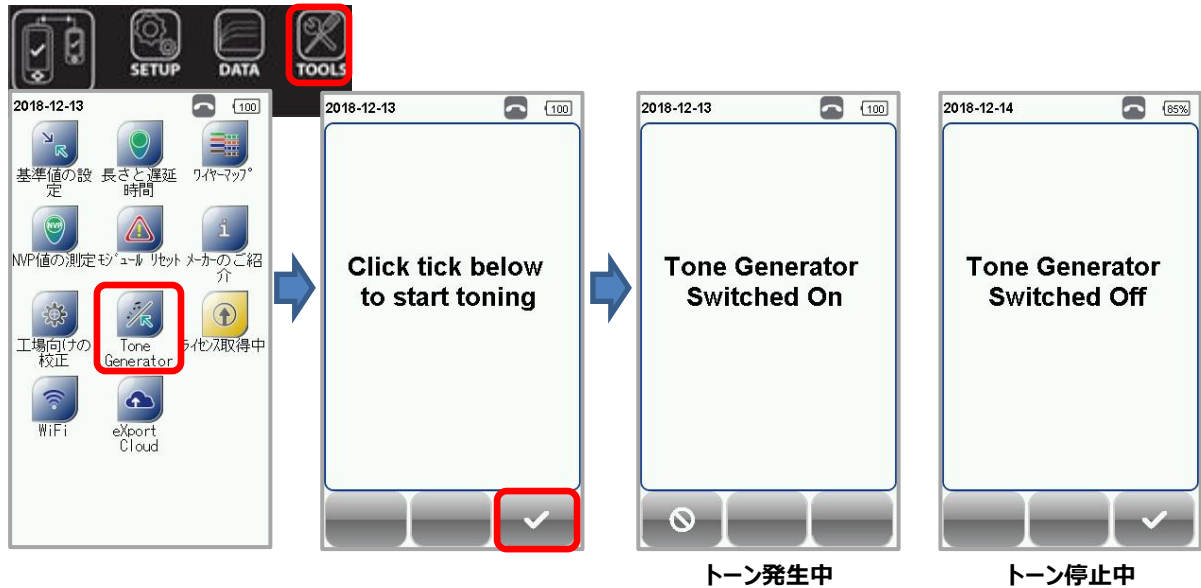 SETUP
DATA
TOOLS
2018-12-13
100
基準値の設
定
長さと遅延
時間
ワイヤーマップ
NVP
NVP値の測定
モジュール リセット
メーカーのご紹
介
工場向けの
校正
Tone
Generator
ライセンス取得中
WiFi
eXport
Cloud
2018-12-13
100
Click tick below
to start toning
2018-12-13
100
Tone Generator
Switched On
トーン発生中
2018-12-14
85%
Tone Generator
Switched Off
トーン停止中